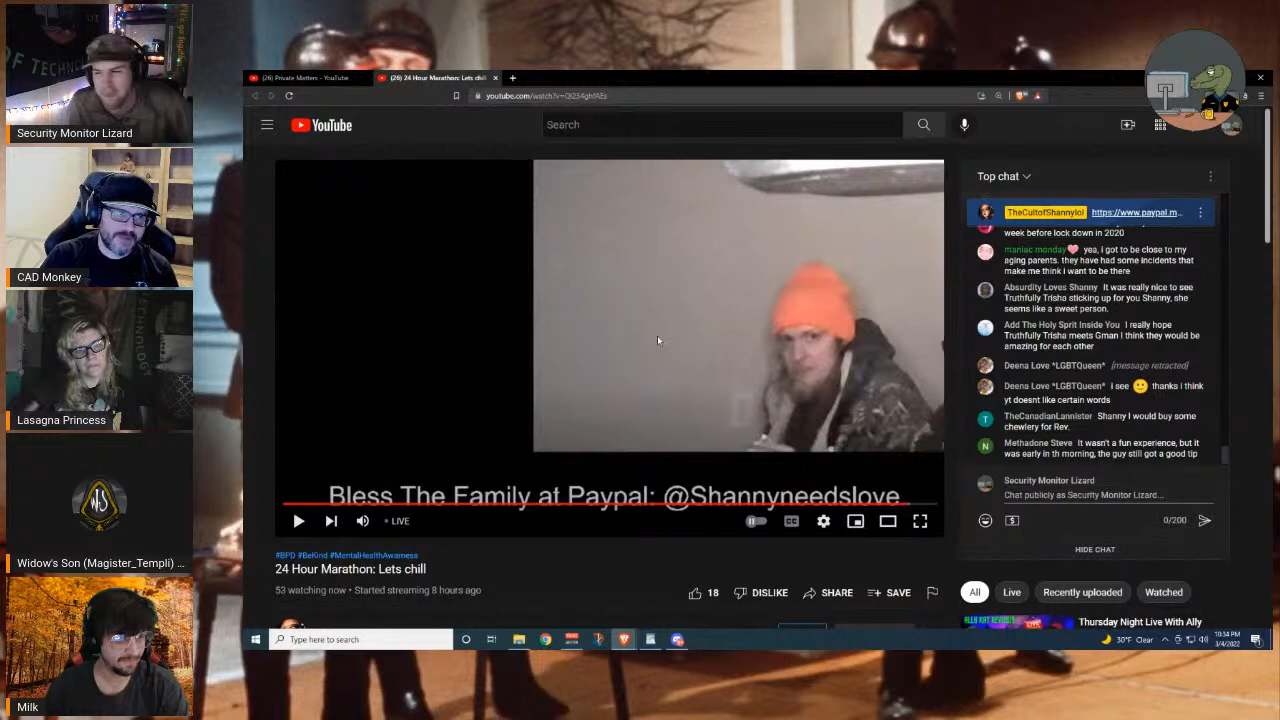 OF TECHN
Security Monitor Lizard
CAD Monkey
TECHNOLOGY
Lasagna Princess
WS
Widow's Son (Magister_Templi) ...
Milk
(26) Private Matters - YouTube
(26) 24 Hour Marathon: Lets chill
youtube.com/watch?v=
YouTube
Search
Bless The Family at Paypal: @Shannyneedslove
LIVE
#BPD #BeKind #MentalHealthAwarness
24 Hour Marathon: Lets chill
53 watching now • Started streaming 8 hours ago
18
DISLIKE
SHARE
SAVE
Top chat
TheCultofShannylol https://www.paypal.m...
week before lock down in 2020
maniac monday yea, i got to be close to my
aging parents. they have had some incidents that
make me think i want to be there
Absurdity Loves Shanny It was really nice to see
Truthfully Trisha sticking up for you Shanny, she
seems like a sweet person.
Add The Holy Sprit Inside You I really hope
Truthfully Trisha meets Gman I think they would be
amazing for each other
Deena Love *LGBTQueen* [message retracted]
Deena Love *LGBTQueen* i see 🙂 thanks i think
yt doesnt like certain words
T
TheCanadianLannister Shanny I would buy some
chewlery for Rev.
N
Methadone Steve It wasn't a fun experience, but it
was early in th morning, the guy still got a good tip
Security Monitor Lizard
Chat publicly as Security Monitor Lizard...
0/200
HIDE CHAT
All
Live
Recently uploaded
Watched
Thursday Night Live With Ally
Type here to search
30°F Clear
10:34 PM
3/4/2022